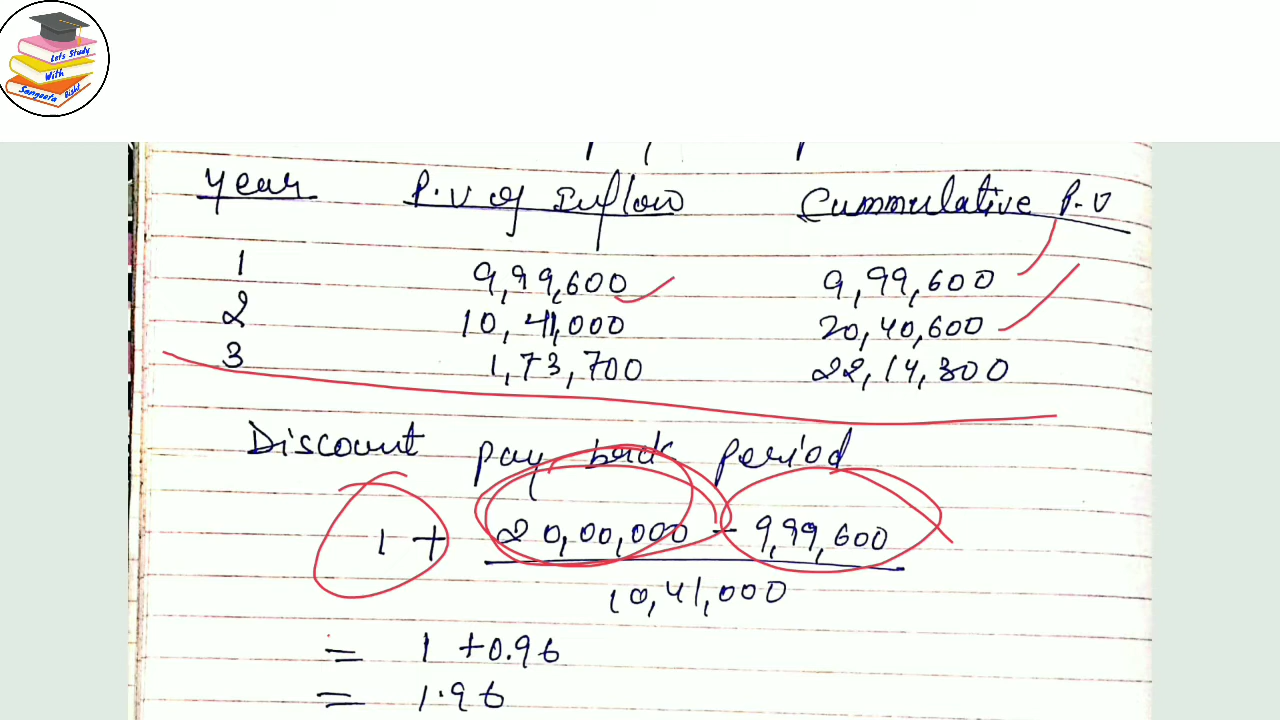 Lets Study
With
Sangeeta Bisht
Year P.V of Inflow Cummulative P.V
1 9,99,600 9,99,600
2 10,41,000 20,40,600
3 1,73,700 22,14,300
Discount pay back period
1 + 20,00,000 - 9,99,600
10,41,000
= 1 + 0.96
= 1.96